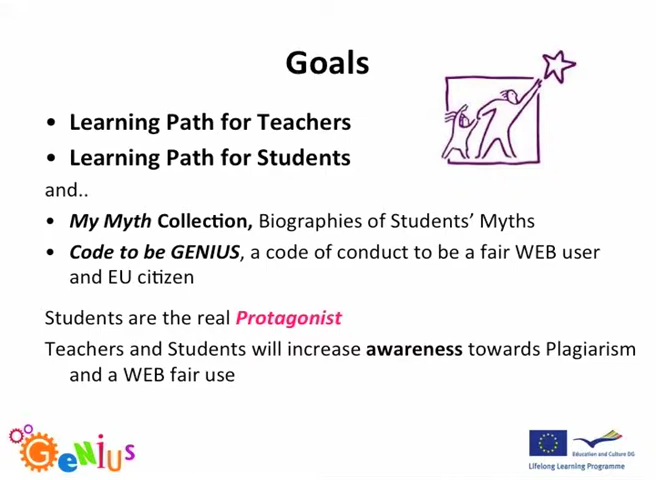 Goals
• Learning Path for Teachers
• Learning Path for Students
and..
• My Myth Collection, Biographies of Students’ Myths
• Code to be GENIUS, a code of conduct to be a fair WEB user
and EU citizen
Students are the real Protagonist
Teachers and Students will increase awareness towards Plagiarism
and a WEB fair use
GeNiUS
Education and Culture DG
Lifelong Learning Programme